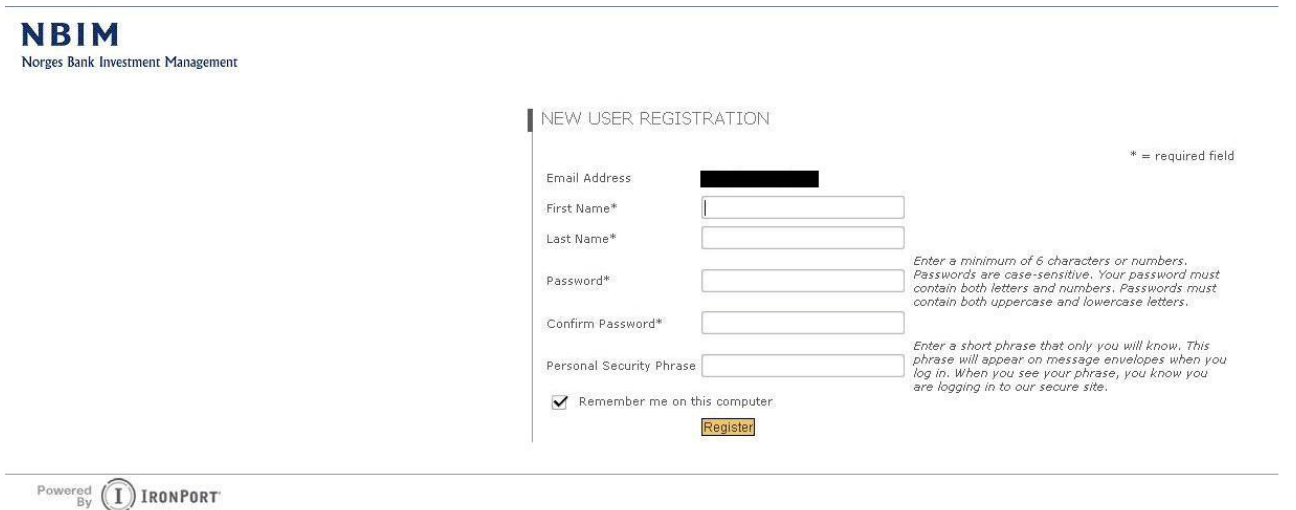 NBIM
Norges Bank Investment Management
NEW USER REGISTRATION
* = required field
Email Address
First Name*
Last Name*
Password*
Enter a minimum of 6 characters or numbers.
Passwords are case-sensitive. Your password must
contain both letters and numbers. Passwords must
contain both uppercase and lowercase letters.
Confirm Password*
Personal Security Phrase
Enter a short phrase that only you will know. This
phrase will appear on message envelopes when you
log in. When you see your phrase, you know you
are logging in to our secure site.
Remember me on this computer
Register
Powered
By
I
IRONPORT